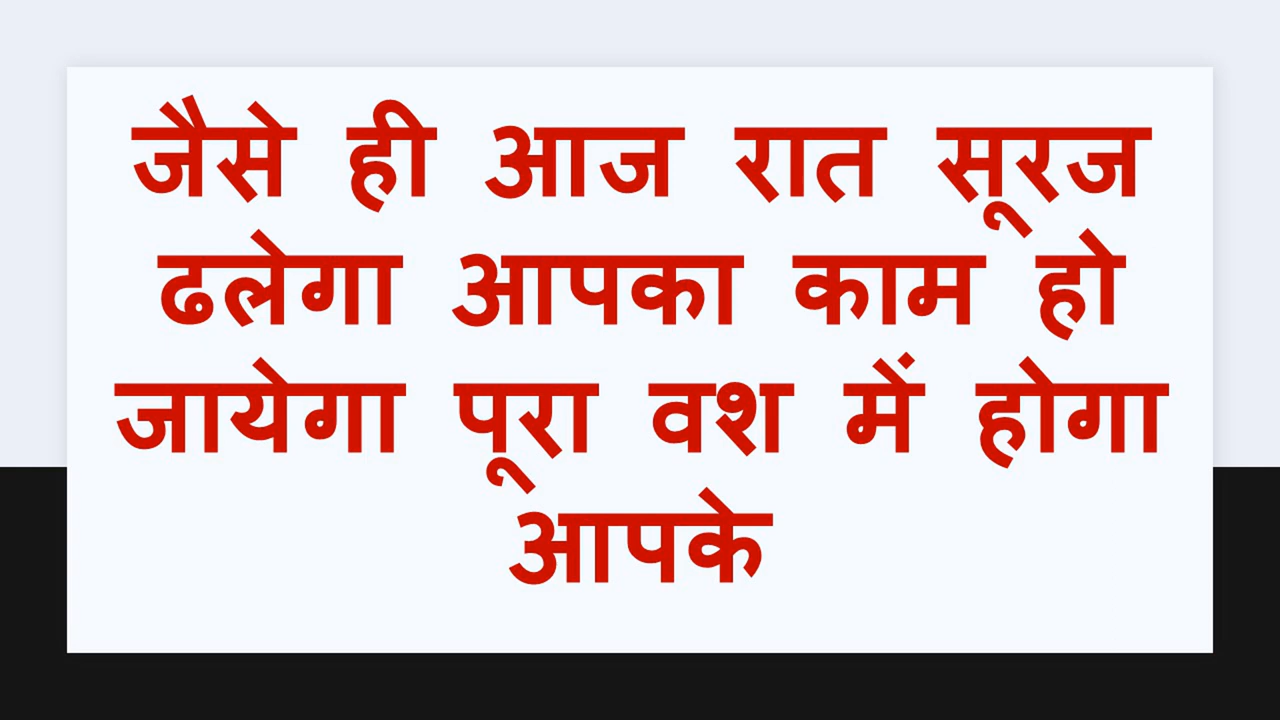 जैसे ही आज रात सूरज
ढलेगा आपका काम हो
जायेगा पूरा वश में होगा
आपके